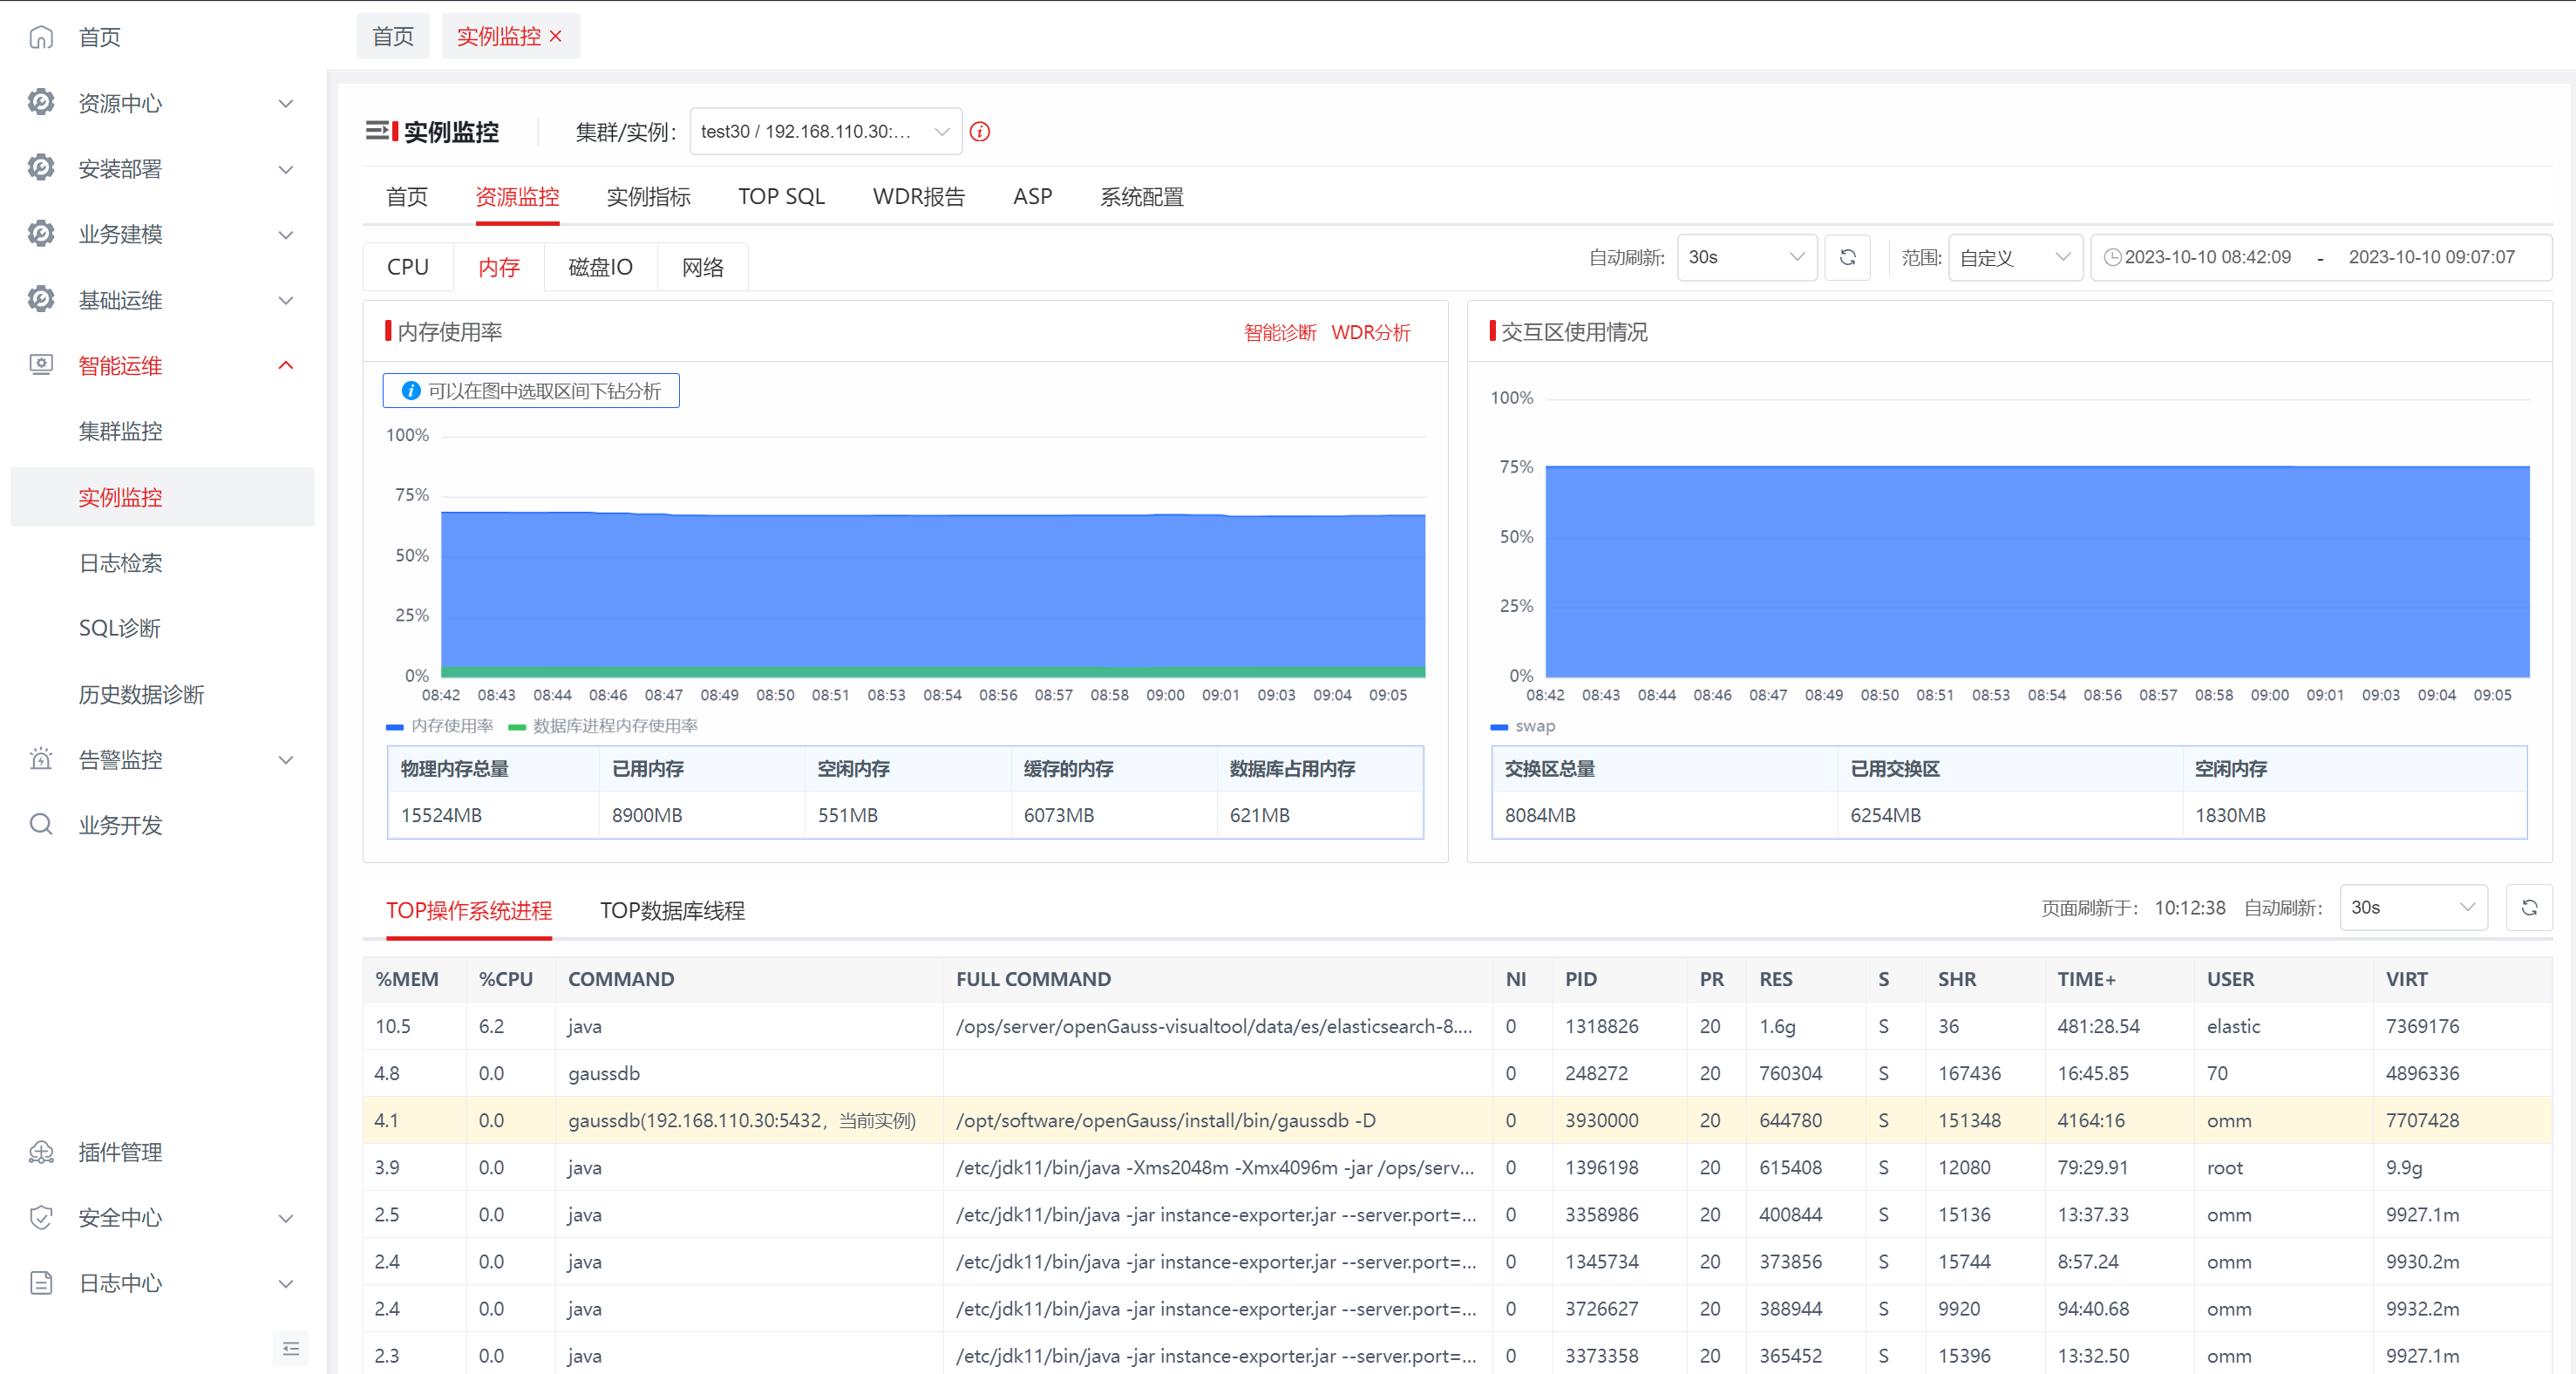 首页
资源中心
安装部署
业务建模
基础运维
智能运维
集群监控
实例监控
日志检索
SQL诊断
历史数据诊断
告警监控
业务开发
插件管理
安全中心
日志中心
首页 实例监控 ×
实例监控 集群/实例： test30 / 192.168.110.30:...
首页 资源监控 实例指标 TOP SQL WDR报告 ASP 系统配置
CPU 内存 磁盘IO 网络 自动刷新: 30s 范围: 自定义 2023-10-10 08:42:09 - 2023-10-10 09:07:07
内存使用率 智能诊断 WDR分析
可以在图中选取区间下钻分析
100%
75%
50%
25%
0%
08:42 08:43 08:44 08:46 08:47 08:49 08:50 08:51 08:53 08:54 08:56 08:57 08:58 09:00 09:01 09:03 09:04 09:05
内存使用率 数据库进程内存使用率
物理内存总量 已用内存 空闲内存 缓存的内存 数据库占用内存
15524MB 8900MB 551MB 6073MB 621MB
交互区使用情况
100%
75%
50%
25%
0%
08:42 08:43 08:44 08:46 08:47 08:49 08:50 08:51 08:53 08:54 08:56 08:57 08:58 09:00 09:01 09:03 09:04 09:05
swap
交换区总量 已用交换区 空闲内存
8084MB 6254MB 1830MB
TOP操作系统进程 TOP数据库线程 页面刷新于： 10:12:38 自动刷新： 30s
%MEM %CPU COMMAND FULL COMMAND NI PID PR RES S SHR TIME+ USER VIRT
10.5 6.2 java /ops/server/openGauss-visualtool/data/es/elasticsearch-8.... 0 1318826 20 1.6g S 36 481:28.54 elastic 7369176
4.8 0.0 gaussdb 0 248272 20 760304 S 167436 16:45.85 70 4896336
4.1 0.0 gaussdb(192.168.110.30:5432，当前实例) /opt/software/openGauss/install/bin/gaussdb -D 0 3930000 20 644780 S 151348 4164:16 omm 7707428
3.9 0.0 java /etc/jdk11/bin/java -Xms2048m -Xmx4096m -jar /ops/serv... 0 1396198 20 615408 S 12080 79:29.91 root 9.9g
2.5 0.0 java /etc/jdk11/bin/java -jar instance-exporter.jar --server.port=... 0 3358986 20 400844 S 15136 13:37.33 omm 9927.1m
2.4 0.0 java /etc/jdk11/bin/java -jar instance-exporter.jar --server.port=... 0 1345734 20 373856 S 15744 8:57.24 omm 9930.2m
2.4 0.0 java /etc/jdk11/bin/java -jar instance-exporter.jar --server.port=... 0 3726627 20 388944 S 9920 94:40.68 omm 9932.2m
2.3 0.0 java /etc/jdk11/bin/java -jar instance-exporter.jar --server.port=... 0 3373358 20 365452 S 15396 13:32.50 omm 9927.1m